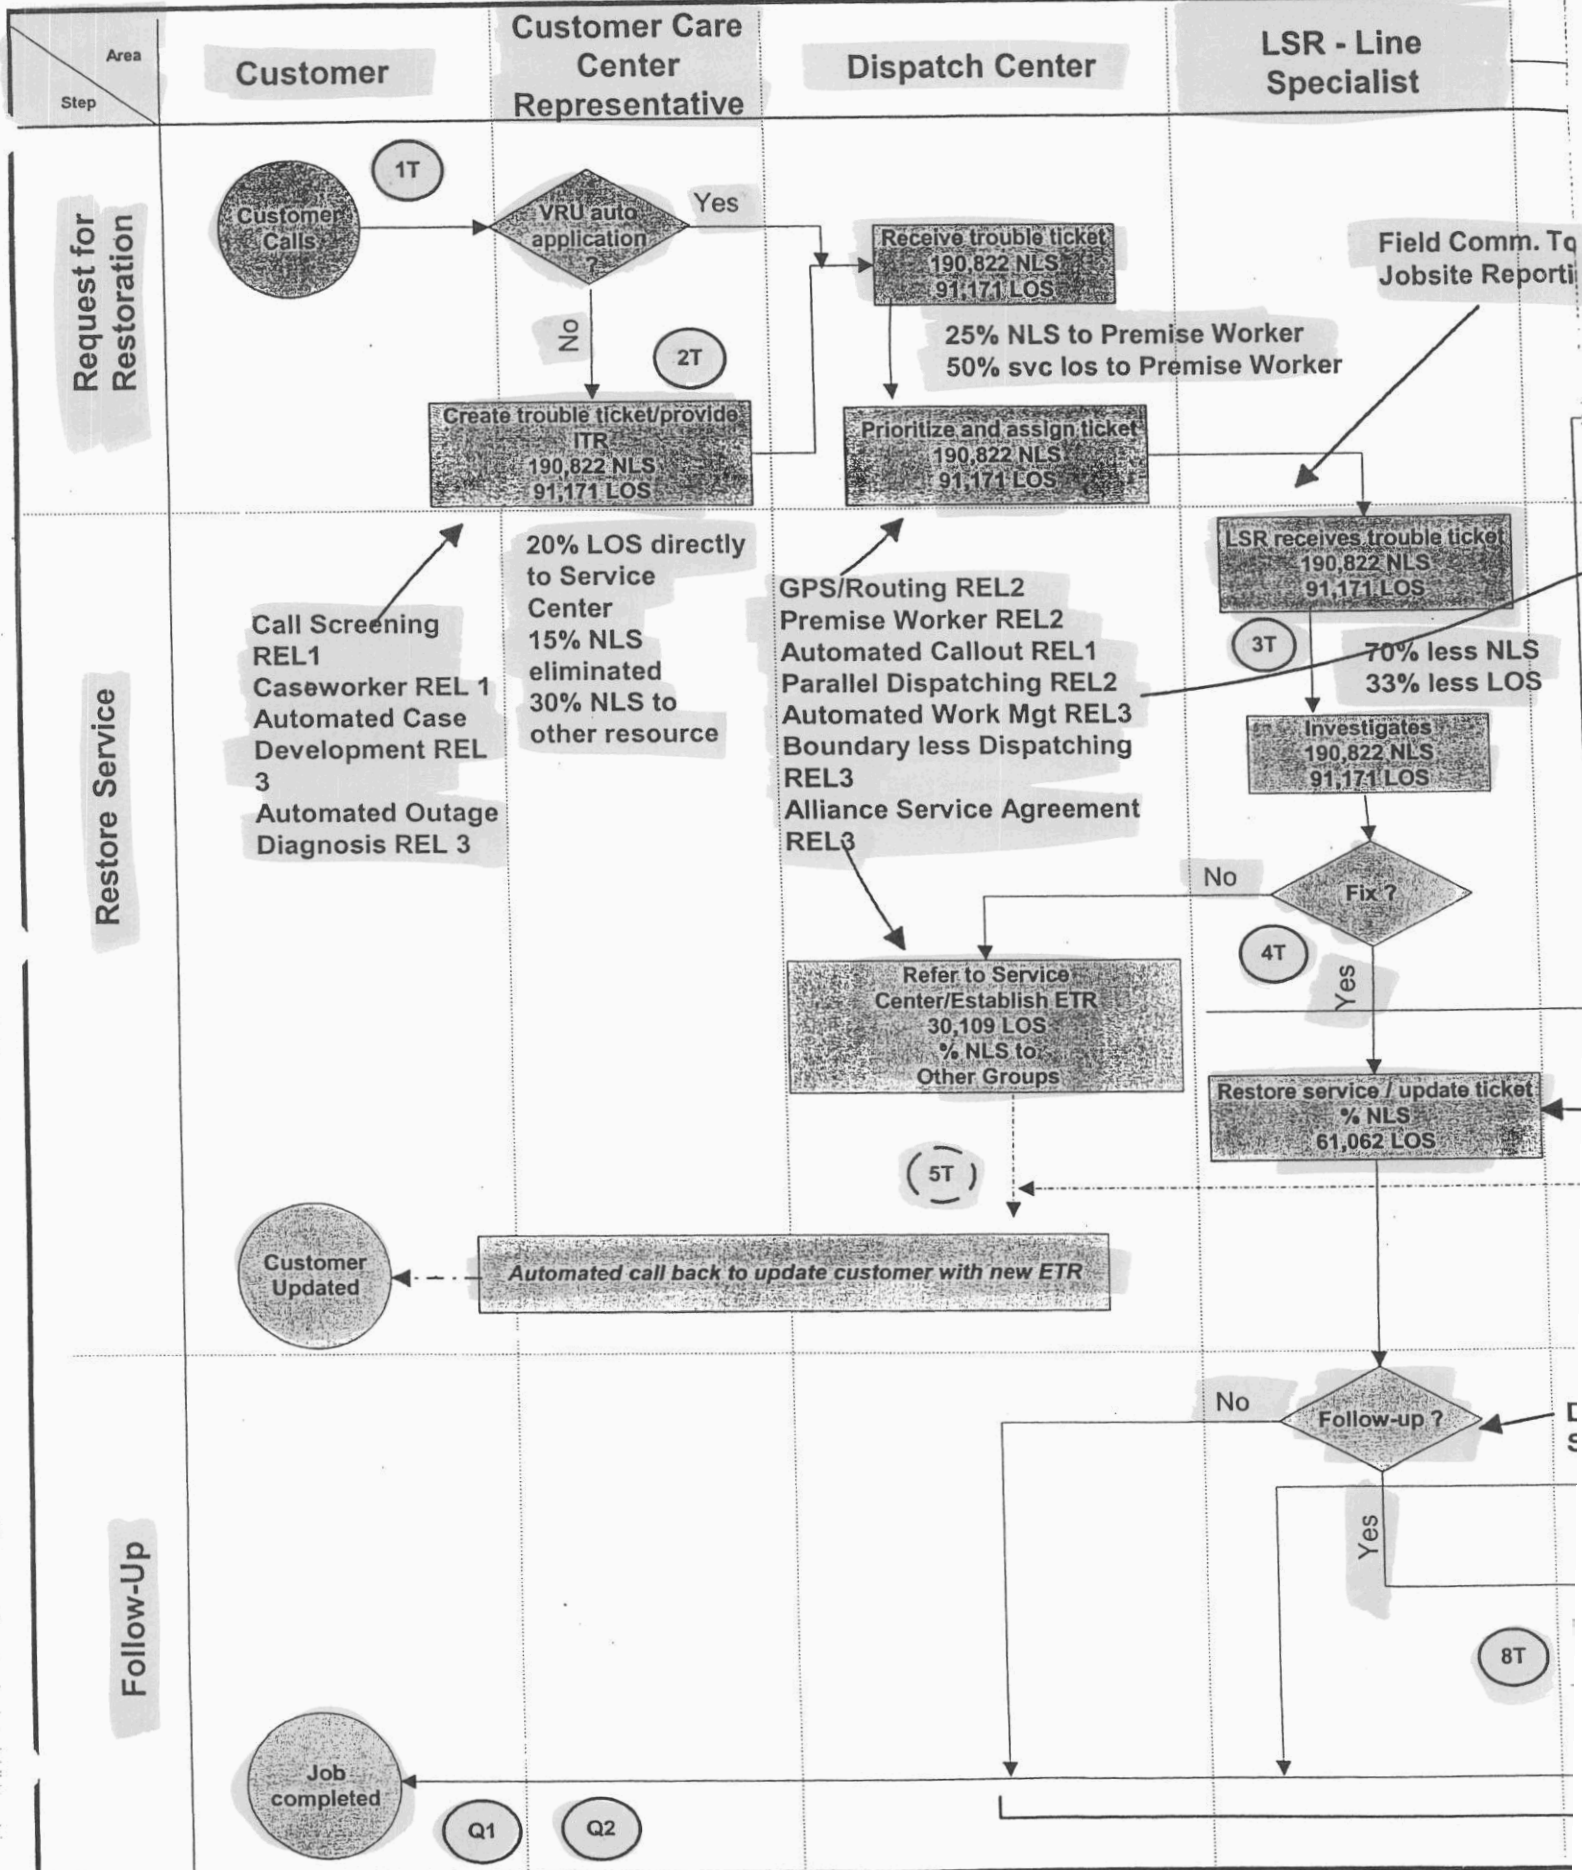 Area
Step
Customer
Customer Care
Center
Representative
Dispatch Center
LSR - Line
Specialist
Request for
Restoration
1T
Customer
Calls
VRU auto
application
?
Yes
No
2T
Receive trouble ticket
190,822 NLS
91,171 LOS
Field Comm.
Jobsite
25% NLS to Premise Worker
50% svc los to Premise Worker
Create trouble ticket/provide
ITR
190,822 NLS
91,171 LOS
Prioritize and assign ticket
190,822 NLS
91,171 LOS
Restore Service
Call Screening
REL1
Caseworker REL 1
Automated Case
Development REL
3
Automated Outage
Diagnosis REL 3
20% LOS directly
to Service
Center
15% NLS
eliminated
30% NLS to
other resource
GPS/Routing REL2
Premise Worker REL2
Automated Callout REL1
Parallel Dispatching REL2
Automated Work Mgt REL3
Boundary less Dispatching
REL3
Alliance Service Agreement
REL3
LSR receives trouble ticket
190,822 NLS
91,171 LOS
3T
70% less NLS
33% less LOS
Investigates
190,822 NLS
91,171 LOS
Fix ?
No
4T
Yes
Refer to Service
Center/Establish ETR
30,109 LOS
% NLS to
Other Groups
Restore service / update ticket
% NLS
61,062 LOS
5T
Customer
Updated
Automated call back to update customer with new ETR
Follow-Up
No
Follow-up ?
Yes
8T
Job
completed
Q1
Q2